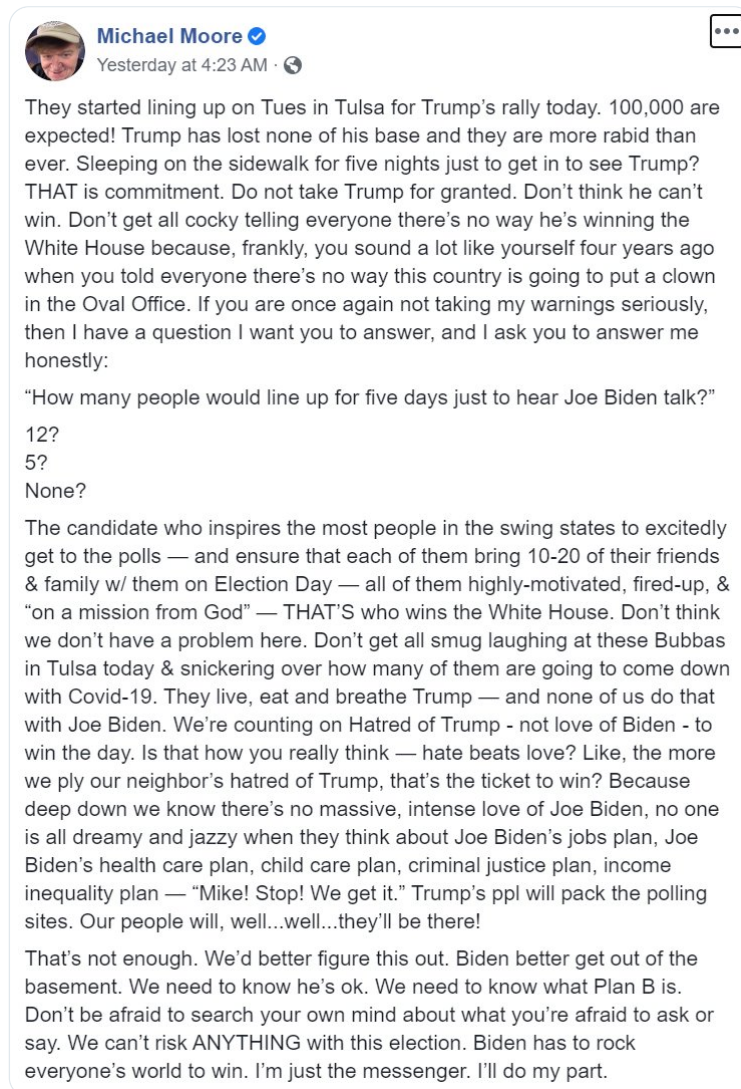 Michael Moore
Yesterday at 4:23 AM ·
They started lining up on Tues in Tulsa for Trump's rally today. 100,000 are
expected! Trump has lost none of his base and they are more rabid than
ever. Sleeping on the sidewalk for five nights just to get in to see Trump?
THAT is commitment. Do not take Trump for granted. Don't think he can't
win. Don't get all cocky telling everyone there's no way he's winning the
White House because, frankly, you sound a lot like yourself four years ago
when you told everyone there's no way this country is going to put a clown
in the Oval Office. If you are once again not taking my warnings seriously,
then I have a question I want you to answer, and I ask you to answer me
honestly:
“How many people would line up for five days just to hear Joe Biden talk?”
12?
5?
None?
The candidate who inspires the most people in the swing states to excitedly
get to the polls — and ensure that each of them bring 10-20 of their friends
& family w/ them on Election Day — all of them highly-motivated, fired-up, &
“on a mission from God” — THAT'S who wins the White House. Don't think
we don't have a problem here. Don't get all smug laughing at these Bubbas
in Tulsa today & snickering over how many of them are going to come down
with Covid-19. They live, eat and breathe Trump — and none of us do that
with Joe Biden. We're counting on Hatred of Trump - not love of Biden - to
win the day. Is that how you really think — hate beats love? Like, the more
we ply our neighbor's hatred of Trump, that's the ticket to win? Because
deep down we know there's no massive, intense love of Joe Biden, no one
is all dreamy and jazzy when they think about Joe Biden's jobs plan, Joe
Biden's health care plan, child care plan, criminal justice plan, income
inequality plan — “Mike! Stop! We get it.” Trump's ppl will pack the polling
sites. Our people will, well...well...they'll be there!
That's not enough. We'd better figure this out. Biden better get out of the
basement. We need to know he's ok. We need to know what Plan B is.
Don't be afraid to search your own mind about what you're afraid to ask or
say. We can't risk ANYTHING with this election. Biden has to rock
everyone's world to win. I'm just the messenger. I'll do my part.